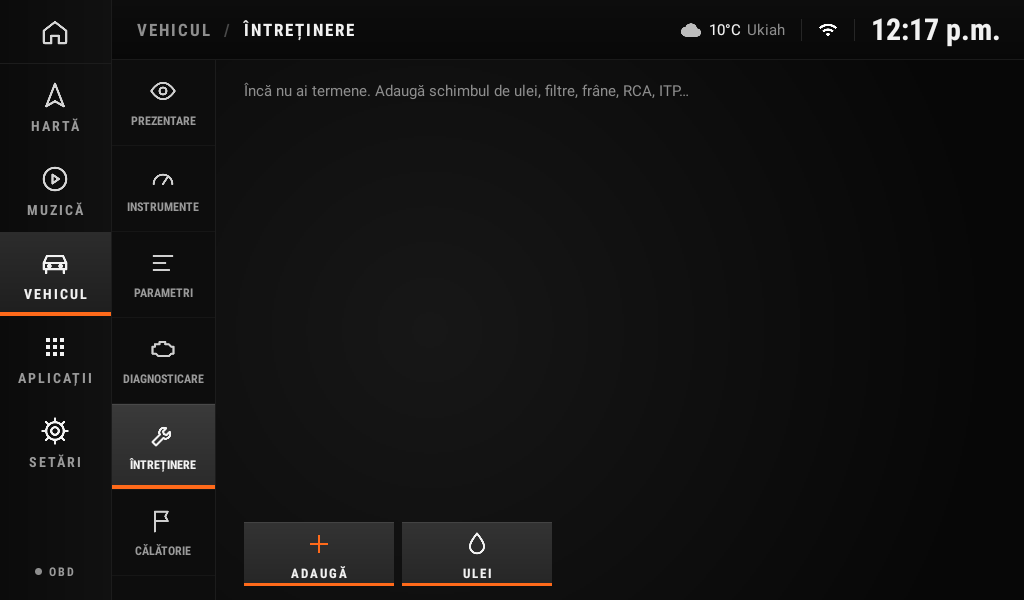 VEHICUL / ÎNTREȚINERE
10°C Ukiah
12:17 p.m.
HARTĂ
MUZICĂ
VEHICUL
APLICAȚII
SETĂRI
OBD
PREZENTARE
INSTRUMENTE
PARAMETRI
DIAGNOSTICARE
ÎNTREȚINERE
CĂLĂTORIE
Încă nu ai termene. Adaugă schimbul de ulei, filtre, frâne, RCA, ITP…
ADAUGĂ
ULEI